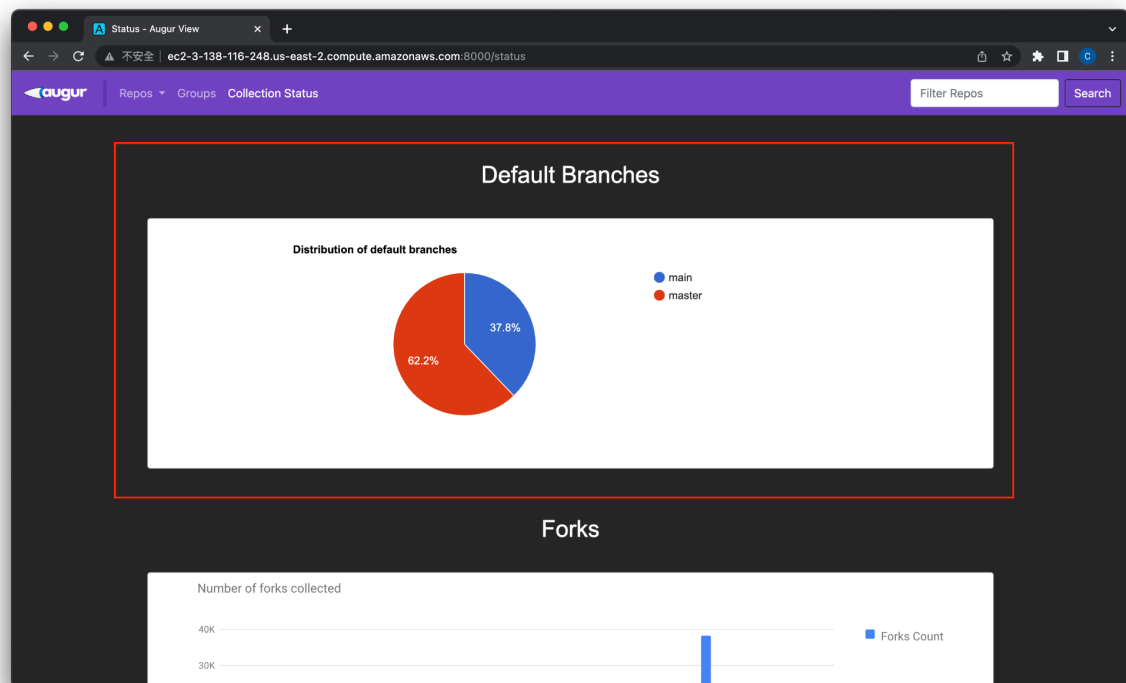 Status - Augur View
不安全 ec2-3-138-116-248.us-east-2.compute.amazonaws.com:8000/status
C
augur Repos Groups Collection Status Filter Repos Search
Default Branches
Distribution of default branches
main
master
37.8%
62.2%
Forks
Number of forks collected
40K
Forks Count
30K